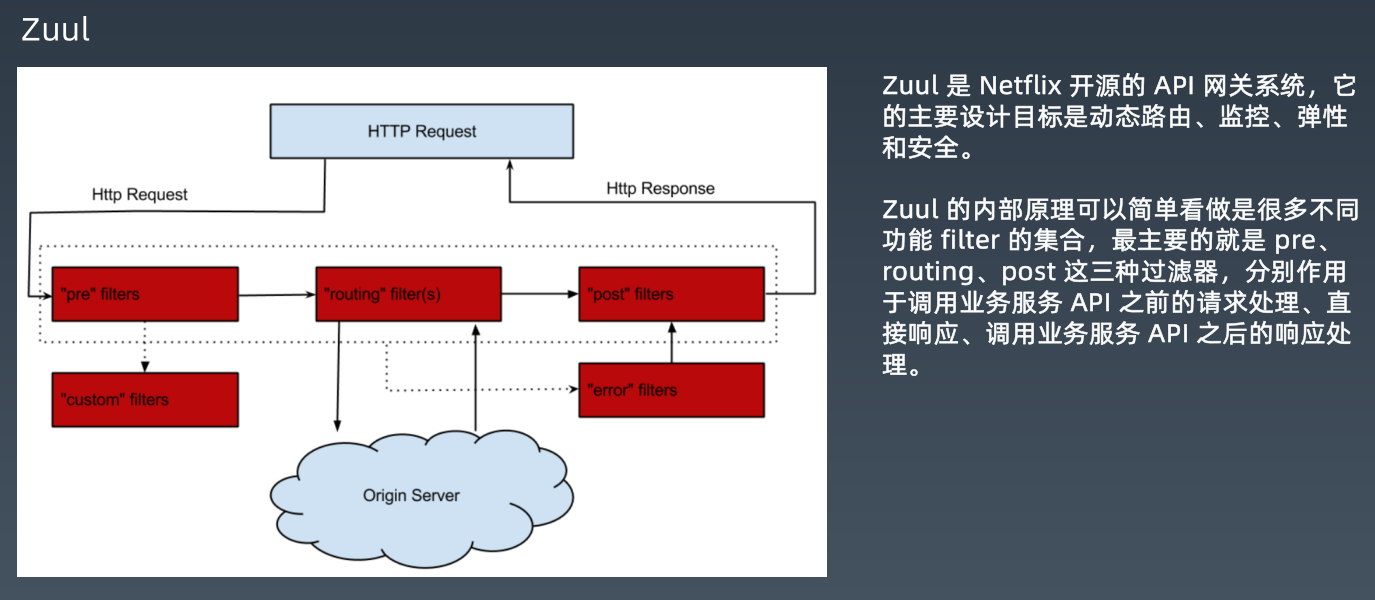 Zuul
HTTP Request
Http Request
Http Response
"pre" filters
"routing" filter(s)
"post" filters
"custom" filters
"error" filters
Origin Server
Zuul 是 Netflix 开源的 API 网关系统，它
的主要设计目标是动态路由、监控、弹性
和安全。
Zuul 的内部原理可以简单看做是很多不同
功能 filter 的集合，最主要的就是 pre、
routing、post 这三种过滤器，分别作用
于调用业务服务 API 之前的请求处理、直
接响应、调用业务服务 API 之后的响应处
理。